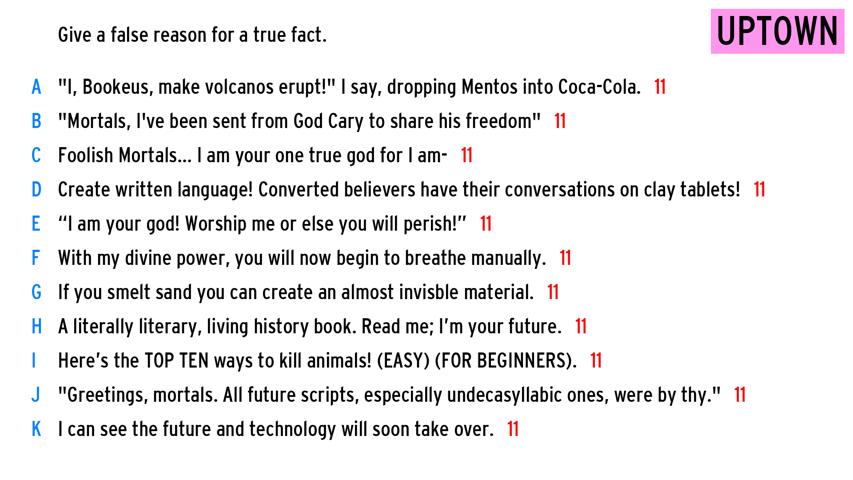 Give a false reason for a true fact.
UPTOWN
A "I, Bookeus, make volcanos erupt!" I say, dropping Mentos into Coca-Cola. 11
B "Mortals, I've been sent from God Cary to share his freedom" 11
C Foolish Mortals... I am your one true god for I am- 11
D Create written language! Converted believers have their conversations on clay tablets! 11
E “I am your god! Worship me or else you will perish!” 11
F With my divine power, you will now begin to breathe manually. 11
G If you smelt sand you can create an almost invisble material. 11
H A literally literary, living history book. Read me; I’m your future. 11
I Here’s the TOP TEN ways to kill animals! (EASY) (FOR BEGINNERS). 11
J "Greetings, mortals. All future scripts, especially undecasyllabic ones, were by thy." 11
K I can see the future and technology will soon take over. 11